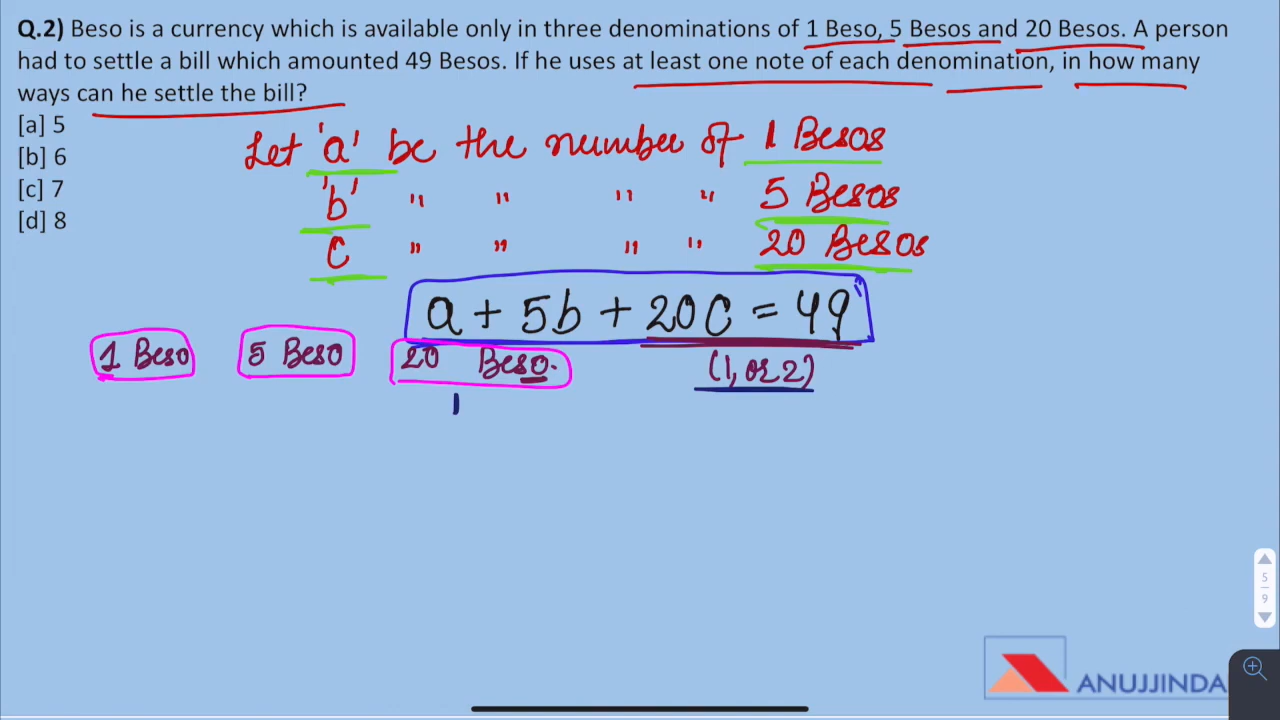 Q.2) Beso is a currency which is available only in three denominations of 1 Beso, 5 Besos and 20 Besos. A person
had to settle a bill which amounted 49 Besos. If he uses at least one note of each denomination, in how many
ways can he settle the bill?
[a] 5
[b] 6
[c] 7
[d] 8
Let 'a' be the number of 1 Besos
'b' " " " " 5 Besos
C " " " " 20 Besos
a + 5b + 20C = 49
1 Beso 5 Beso 20 Beso. (1, or 2)
1
5
9
ANUJJINDA